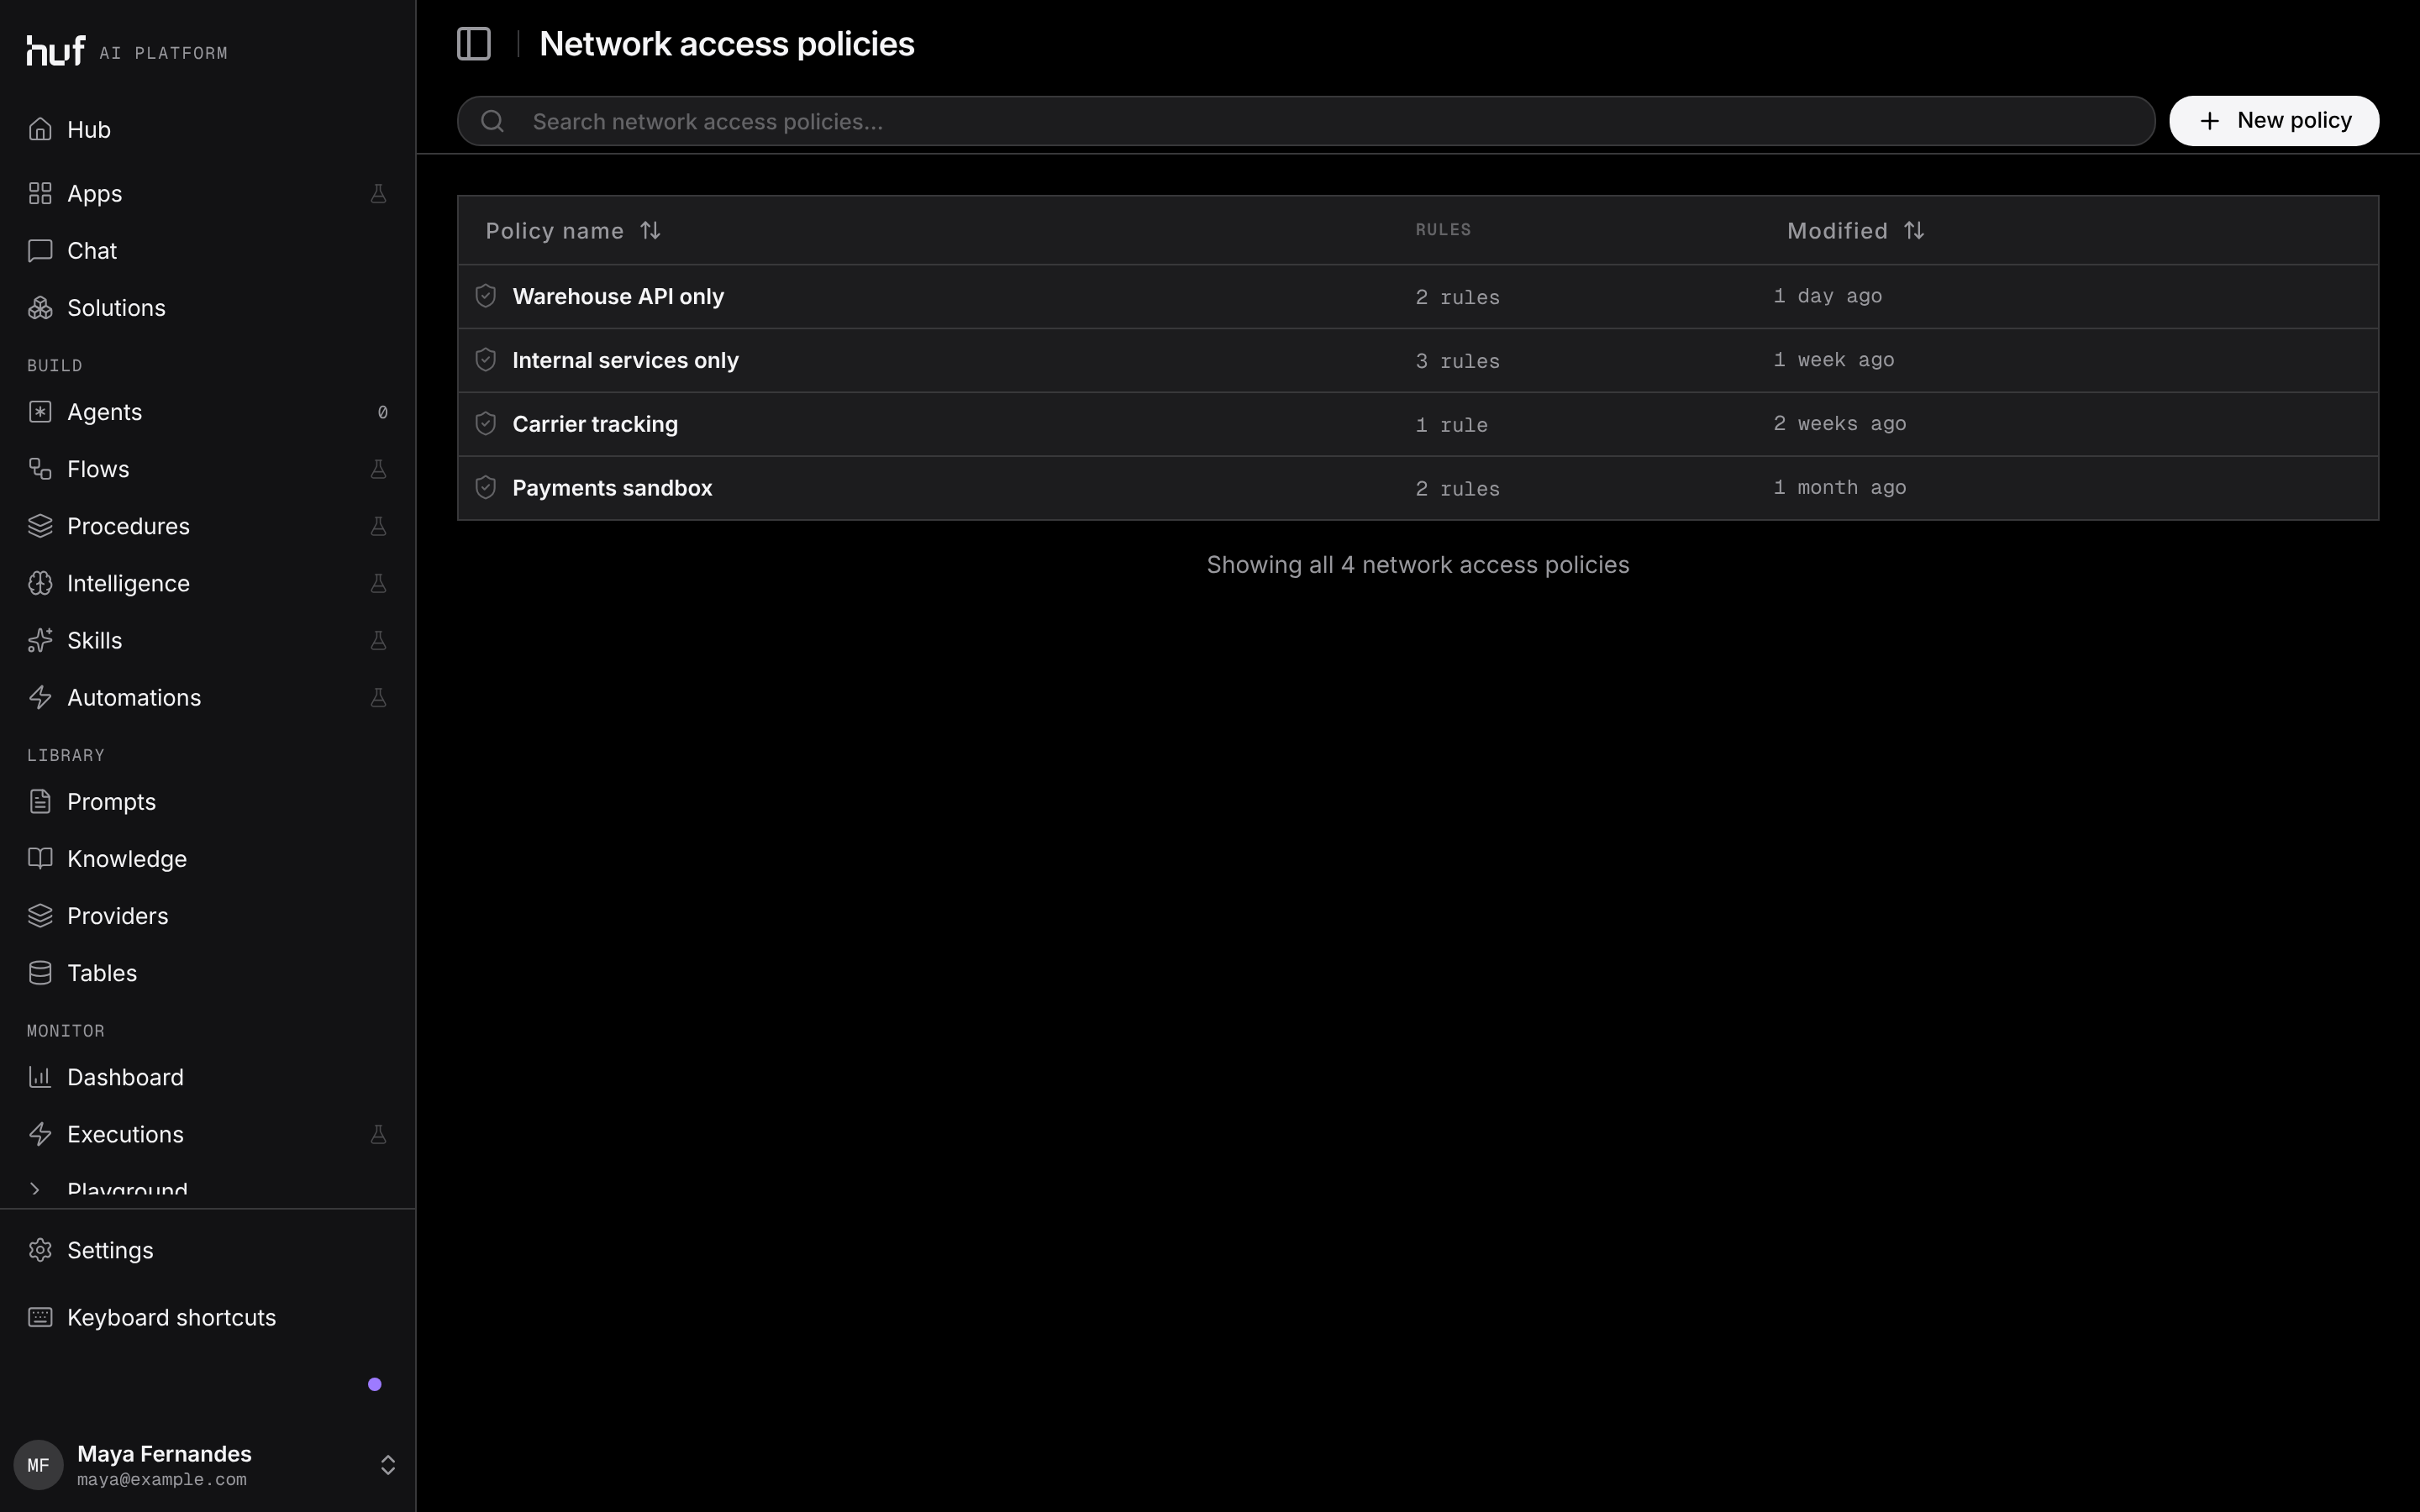 huf AI PLATFORM
Hub
Apps
Chat
Solutions
BUILD
Agents 0
Flows
Procedures
Intelligence
Skills
Automations
LIBRARY
Prompts
Knowledge
Providers
Tables
MONITOR
Dashboard
Executions
Playground
Settings
Keyboard shortcuts
MF
Maya Fernandes
maya@example.com
Network access policies
Search network access policies...
New policy
Policy name RULES Modified
Warehouse API only 2 rules 1 day ago
Internal services only 3 rules 1 week ago
Carrier tracking 1 rule 2 weeks ago
Payments sandbox 2 rules 1 month ago
Showing all 4 network access policies